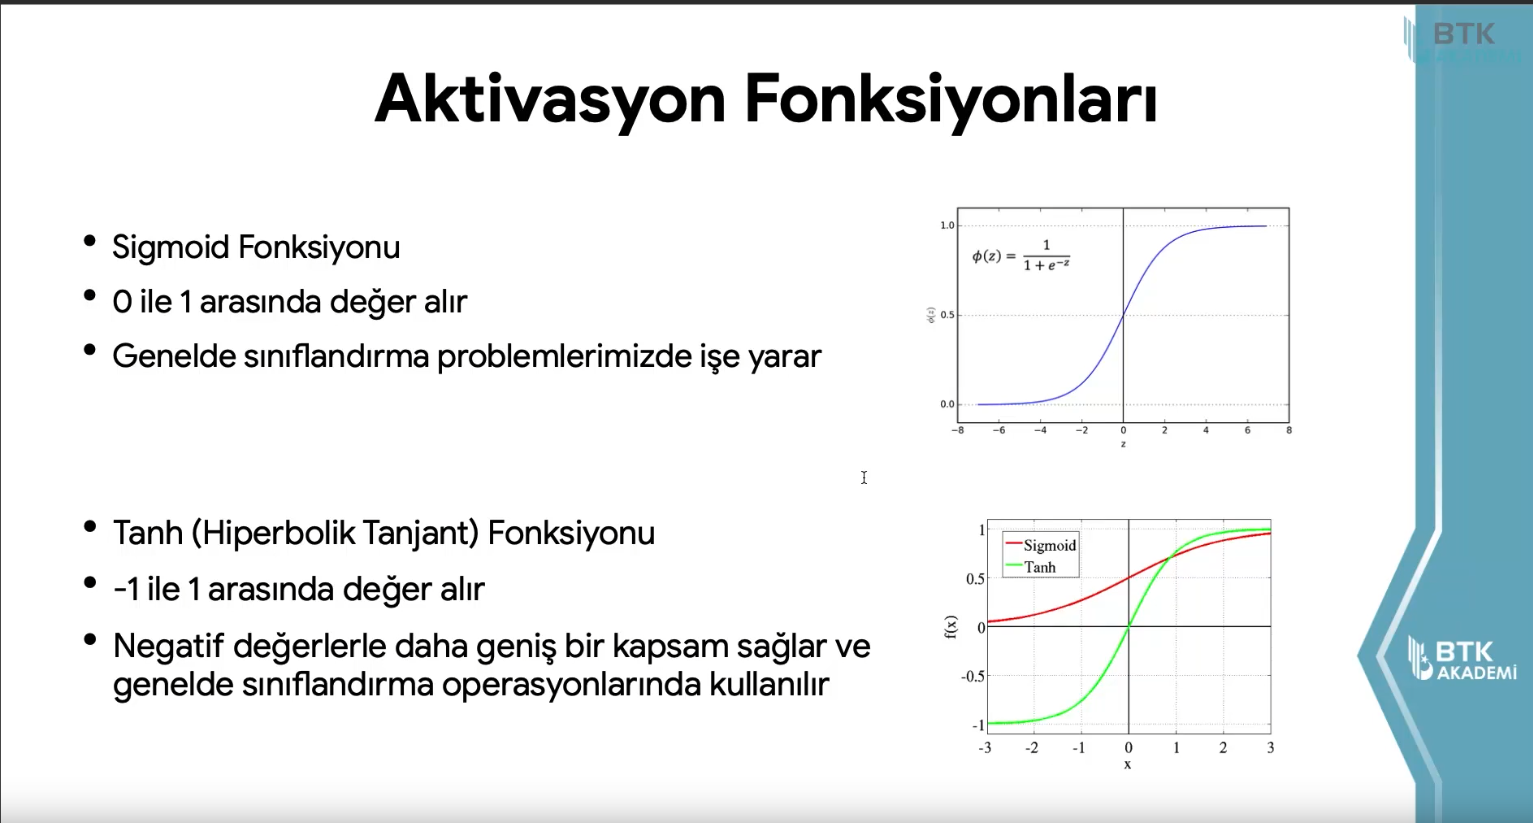 BTK
AKADEMİ
Aktivasyon Fonksiyonları
• Sigmoid Fonksiyonu
• 0 ile 1 arasında değer alır
• Genelde sınıflandırma problemlerimizde işe yarar
1.0
0.5
0.0
ϕ(z)
ϕ(z) = 1 / (1 + e^-z)
-8 -6 -4 -2 0 2 4 6 8
z
• Tanh (Hiperbolik Tanjant) Fonksiyonu
• -1 ile 1 arasında değer alır
• Negatif değerlerle daha geniş bir kapsam sağlar ve
genelde sınıflandırma operasyonlarında kullanılır
Sigmoid
Tanh
1
0.5
0
-0.5
-1
f(x)
-3 -2 -1 0 1 2 3
x
BTK
AKADEMİ